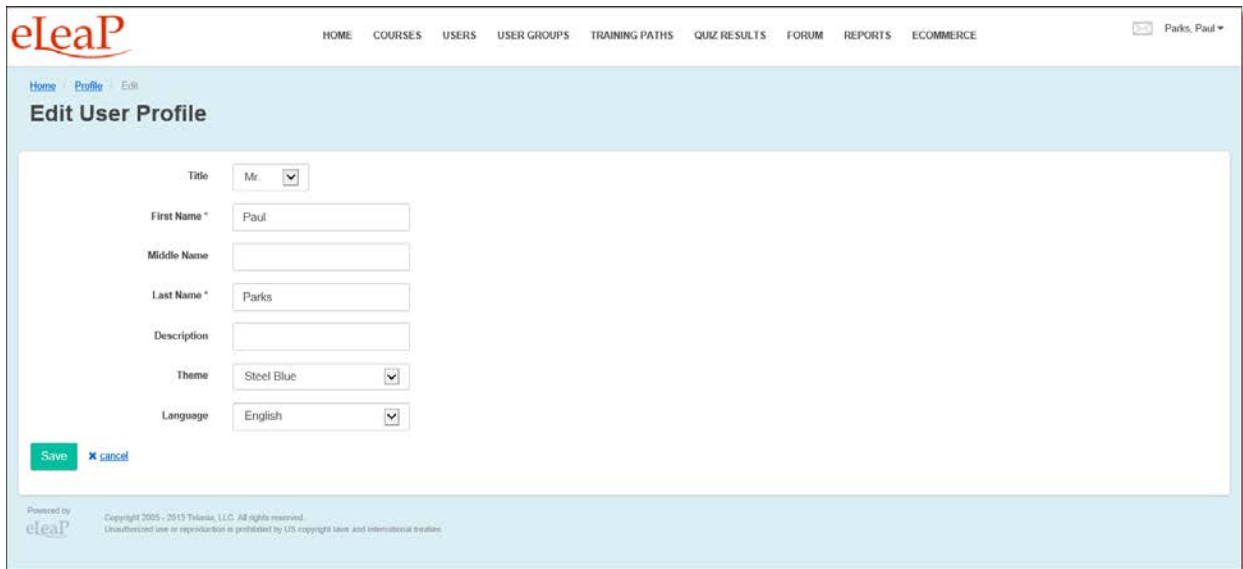 eLeaP
HOME COURSES USERS USER GROUPS TRAINING PATHS QUIZ RESULTS FORUM REPORTS ECOMMERCE
Parks, Paul
Home / Profile / Edit
Edit User Profile
Title Mr.
First Name * Paul
Middle Name
Last Name * Parks
Description
Theme Steel Blue
Language English
Save ✖ cancel
Powered by
eLeaP
Copyright 2005 - 2013 Telania, LLC. All rights reserved.
Unauthorized use or reproduction is prohibited by US copyright laws and international treaties.